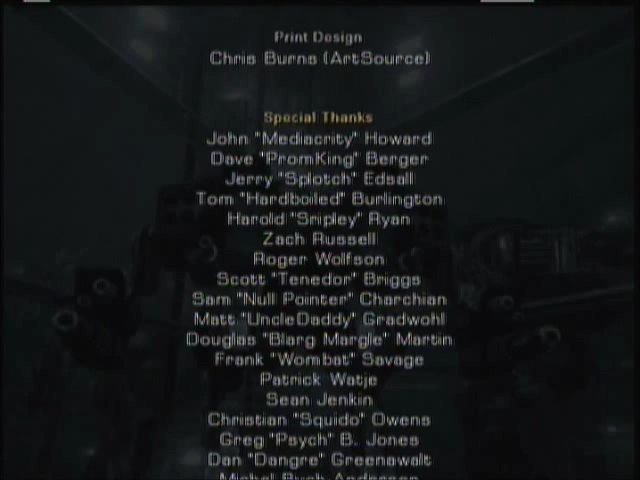 Print Design
Chris Burns (ArtSource)
Special Thanks
John "Mediacrity" Howard
Dave "PromKing" Berger
Jerry "Splotch" Edsall
Tom "Hardboiled" Burlington
Harold "Sripley" Ryan
Zach Russell
Roger Wolfson
Scott "Tenedor" Briggs
Sam "Null Pointer" Charchian
Matt "UncleDaddy" Gradwohl
Douglas "Blarg Margle" Martin
Frank "Wombat" Savage
Patrick Watje
Sean Jenkin
Christian "Squido" Owens
Greg "Psych" B. Jones
Dan "Dangre" Greenawalt